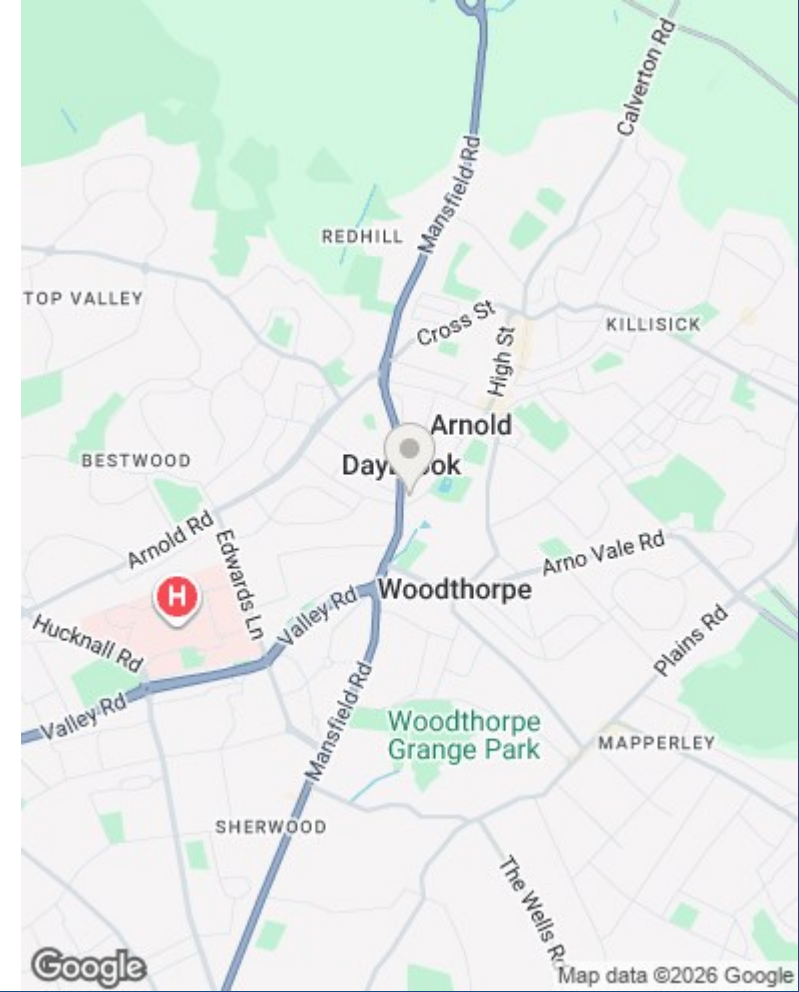 Calverton Rd
Mansfield Rd
REDHILL
TOP VALLEY
Cross St
KILLISICK
High St
Arnold
BESTWOOD
Arnold Rd
Edwards Ln
Arno Vale Rd
H
Valley Rd
Woodthorpe
Hucknall Rd
Plains Rd
Valley Rd
Mansfield Rd
Woodthorpe
Grange Park
MAPPERLEY
SHERWOOD
The Wells
Google
Map data ©2026 Google